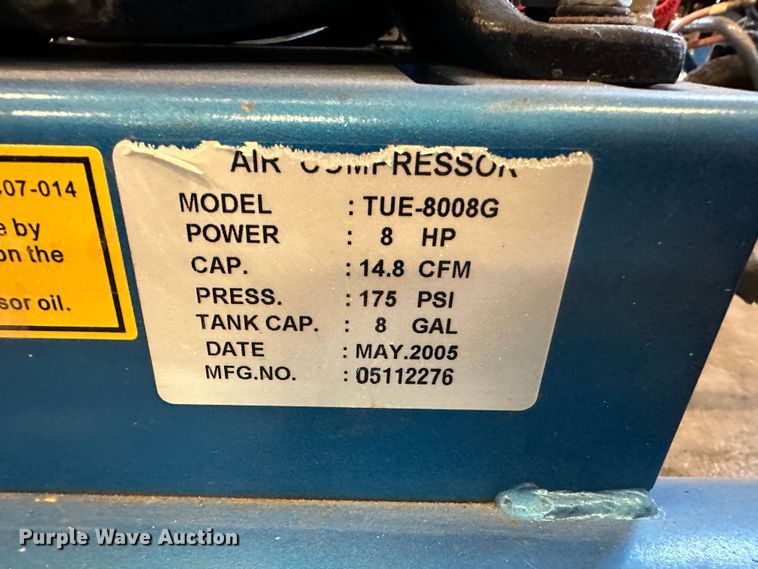 07-014
by
on the
sor oil.
AIR COMPRESSOR
MODEL : TUE-8008G
POWER : 8 HP
CAP. : 14.8 CFM
PRESS. : 175 PSI
TANK CAP. : 8 GAL
DATE : MAY.2005
MFG.NO. : 05112276
Purple Wave Auction